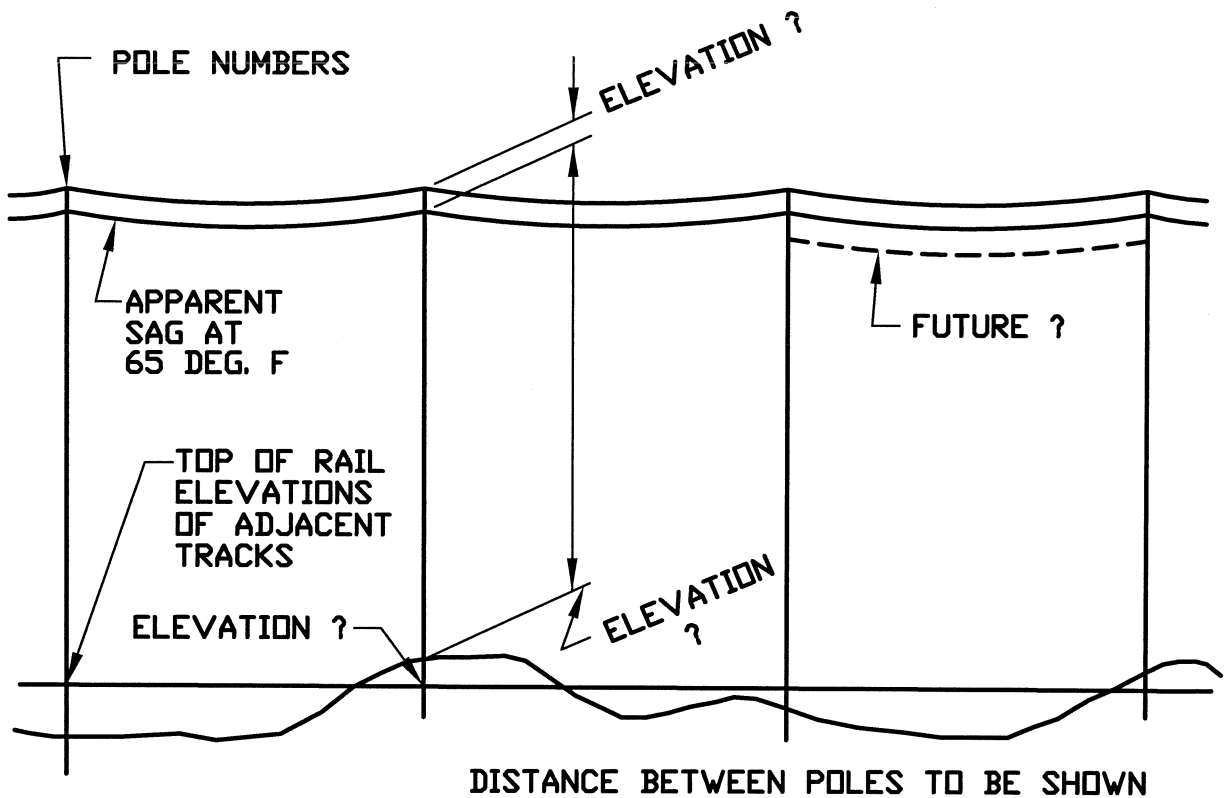 POLE NUMBERS
ELEVATION ?
APPARENT
SAG AT
65 DEG. F
FUTURE ?
TOP OF RAIL
ELEVATIONS
OF ADJACENT
TRACKS
ELEVATION ?
ELEVATION
?
DISTANCE BETWEEN POLES TO BE SHOWN